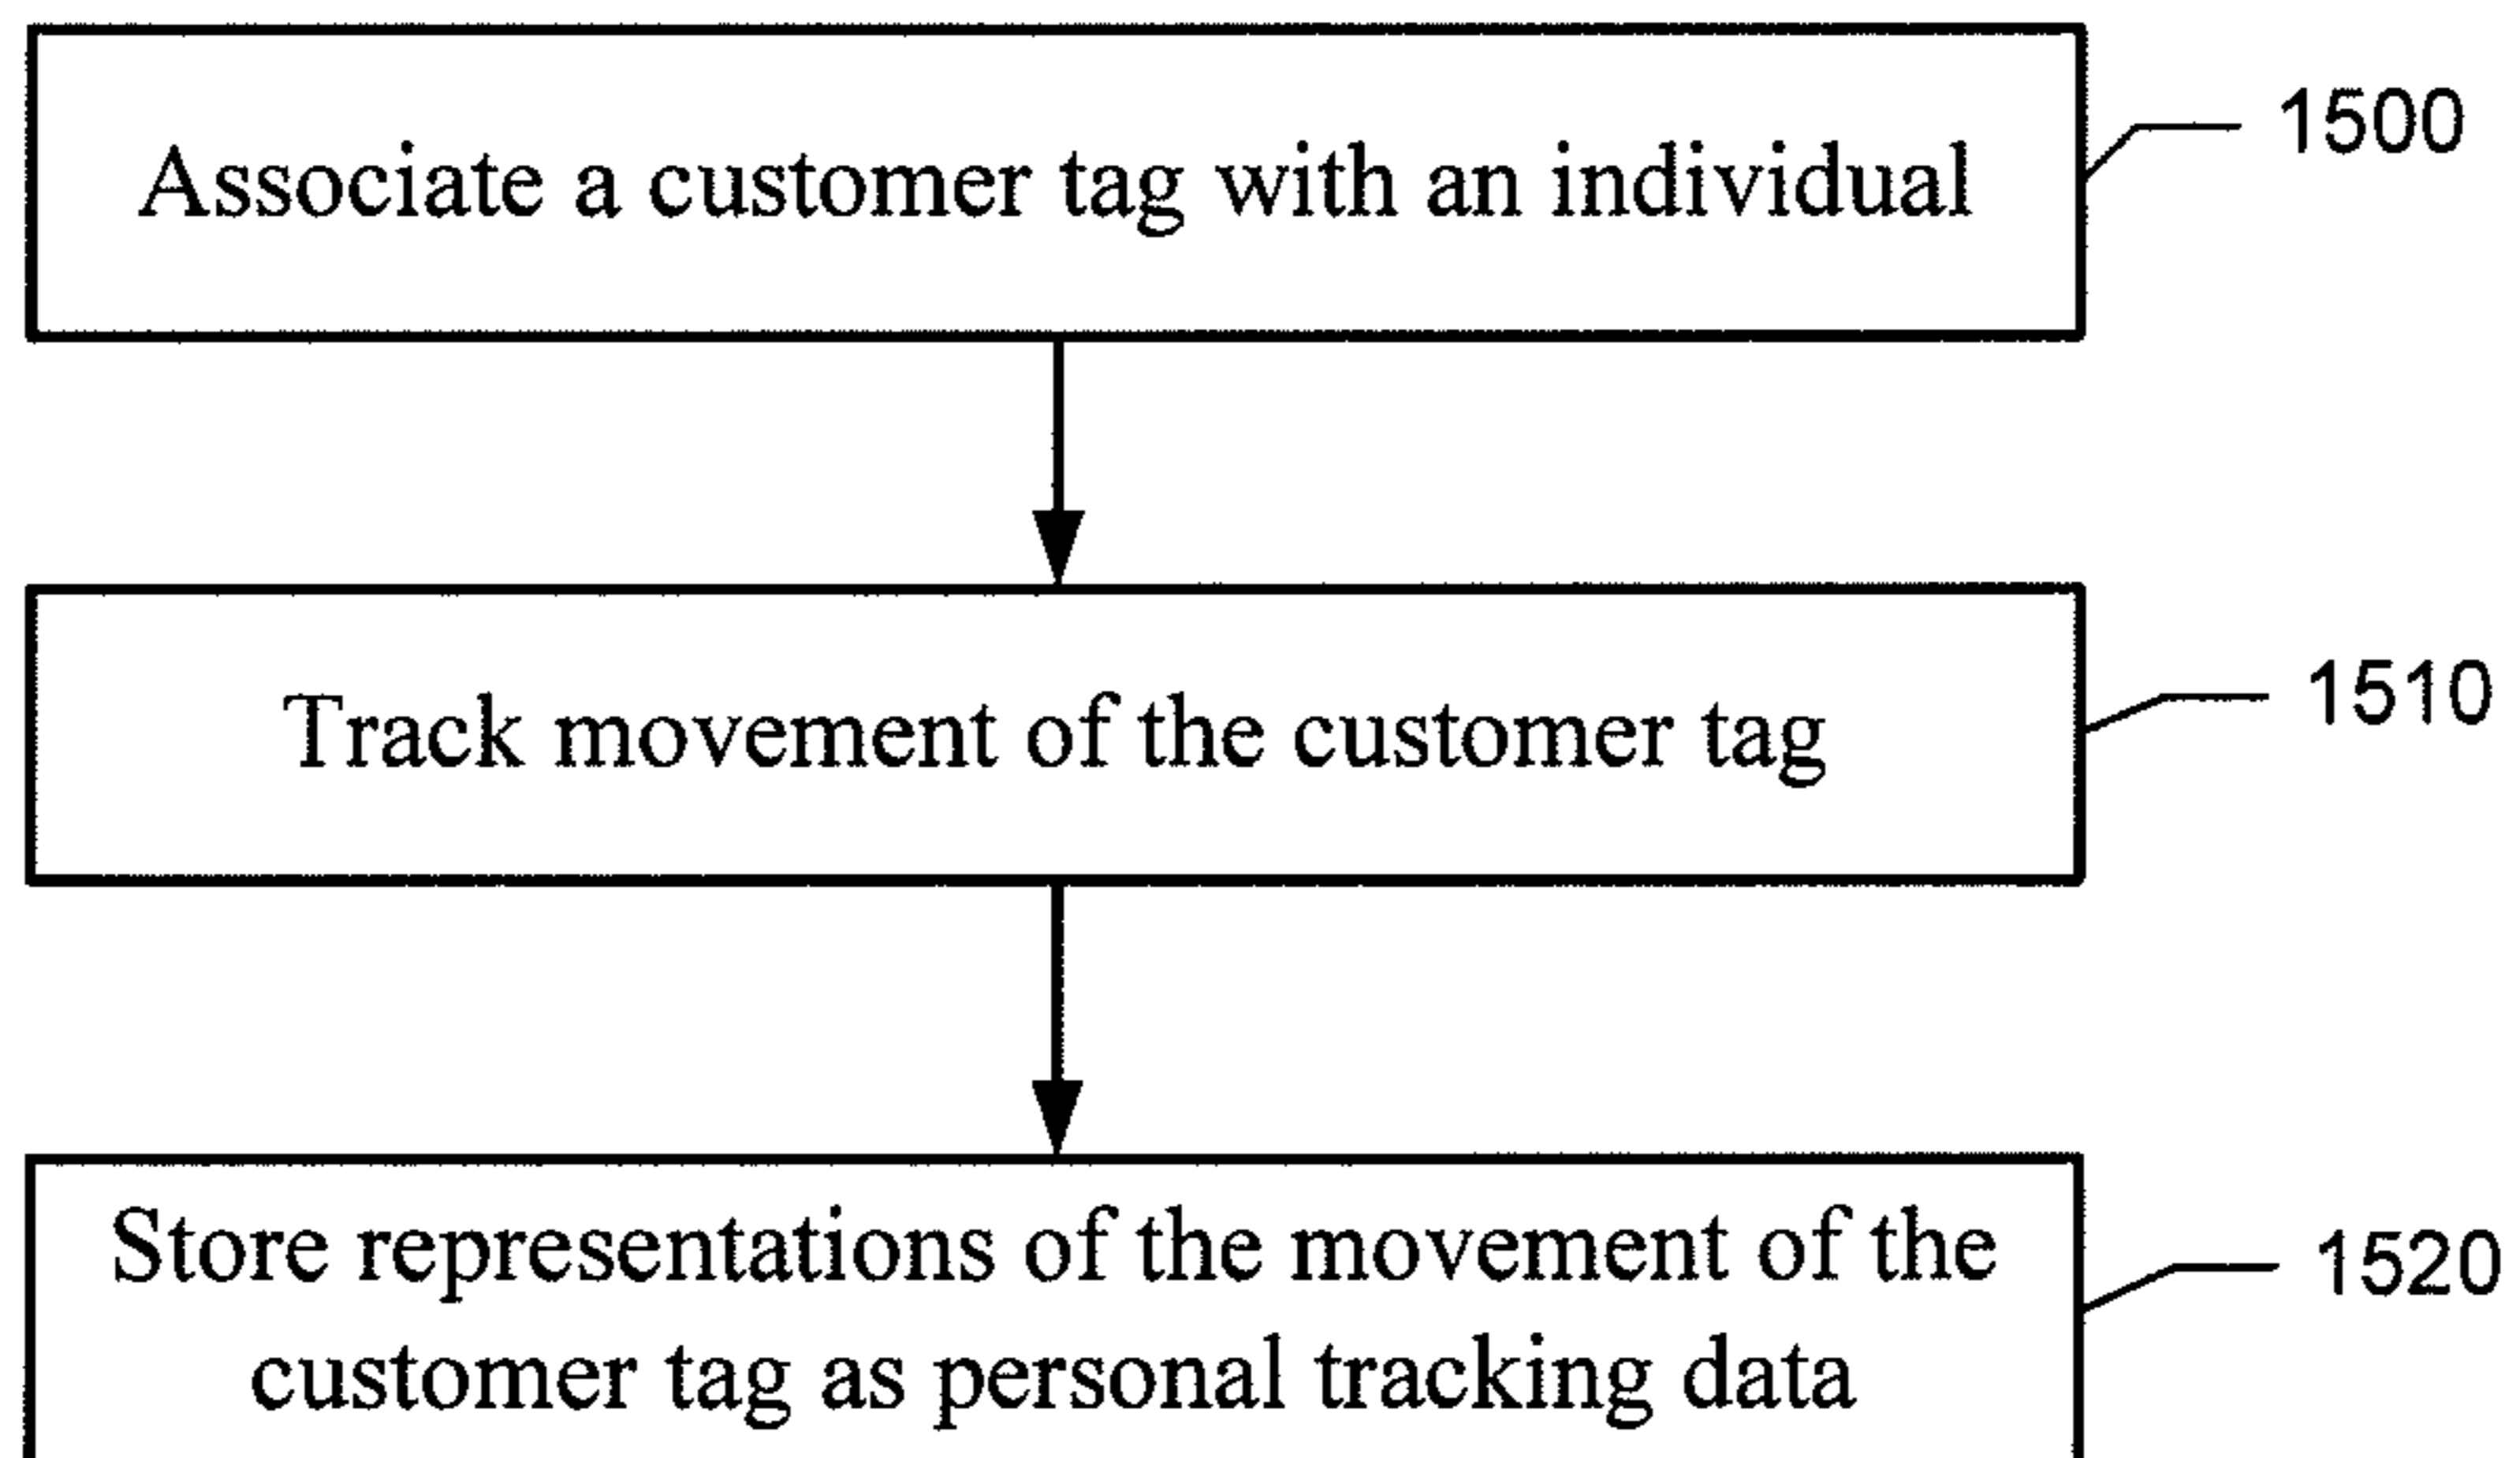 Associate a customer tag with an individual
1500
Track movement of the customer tag
1510
Store representations of the movement of the
customer tag as personal tracking data
1520